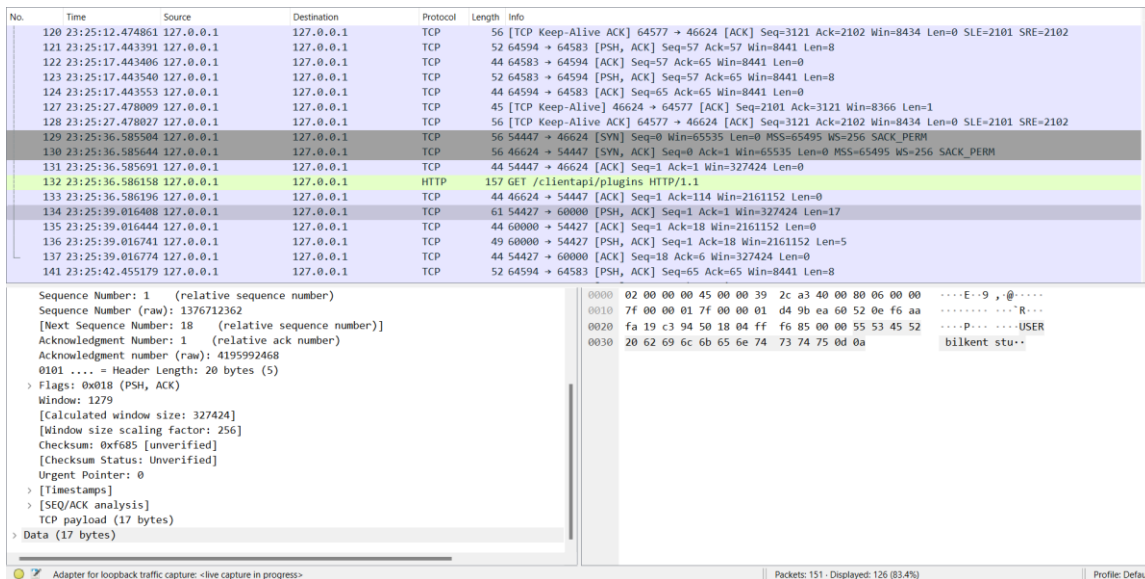 No. Time Source Destination Protocol Length Info
120 23:25:12.474861 127.0.0.1 127.0.0.1 TCP 56 [TCP Keep-Alive ACK] 64577 → 46624 [ACK] Seq=3121 Ack=2102 Win=8434 Len=0 SLE=2101 SRE=2102
121 23:25:17.443391 127.0.0.1 127.0.0.1 TCP 52 64594 → 64583 [PSH, ACK] Seq=57 Ack=57 Win=8441 Len=8
122 23:25:17.443406 127.0.0.1 127.0.0.1 TCP 44 64583 → 64594 [ACK] Seq=57 Ack=65 Win=8441 Len=0
123 23:25:17.443540 127.0.0.1 127.0.0.1 TCP 52 64583 → 64594 [PSH, ACK] Seq=57 Ack=65 Win=8441 Len=8
124 23:25:17.443553 127.0.0.1 127.0.0.1 TCP 44 64594 → 64583 [ACK] Seq=65 Ack=65 Win=8441 Len=0
127 23:25:27.478009 127.0.0.1 127.0.0.1 TCP 45 [TCP Keep-Alive] 46624 → 64577 [ACK] Seq=2101 Ack=3121 Win=8366 Len=1
128 23:25:27.478027 127.0.0.1 127.0.0.1 TCP 56 [TCP Keep-Alive ACK] 64577 → 46624 [ACK] Seq=3121 Ack=2102 Win=8434 Len=0 SLE=2101 SRE=2102
129 23:25:36.585504 127.0.0.1 127.0.0.1 TCP 56 54447 → 46624 [SYN] Seq=0 Win=65535 Len=0 MSS=65495 WS=256 SACK_PERM
130 23:25:36.585644 127.0.0.1 127.0.0.1 TCP 56 46624 → 54447 [SYN, ACK] Seq=0 Ack=1 Win=65535 Len=0 MSS=65495 WS=256 SACK_PERM
131 23:25:36.585691 127.0.0.1 127.0.0.1 TCP 44 54447 → 46624 [ACK] Seq=1 Ack=1 Win=327424 Len=0
132 23:25:36.586158 127.0.0.1 127.0.0.1 HTTP 157 GET /clientapi/plugins HTTP/1.1
133 23:25:36.586196 127.0.0.1 127.0.0.1 TCP 44 46624 → 54447 [ACK] Seq=1 Ack=114 Win=2161152 Len=0
134 23:25:39.016408 127.0.0.1 127.0.0.1 TCP 61 54427 → 60000 [PSH, ACK] Seq=1 Ack=1 Win=327424 Len=17
135 23:25:39.016444 127.0.0.1 127.0.0.1 TCP 44 60000 → 54427 [ACK] Seq=1 Ack=18 Win=2161152 Len=0
136 23:25:39.016741 127.0.0.1 127.0.0.1 TCP 49 60000 → 54427 [PSH, ACK] Seq=1 Ack=18 Win=2161152 Len=5
137 23:25:39.016774 127.0.0.1 127.0.0.1 TCP 44 54427 → 60000 [ACK] Seq=18 Ack=6 Win=327424 Len=0
141 23:25:42.455179 127.0.0.1 127.0.0.1 TCP 52 64594 → 64583 [PSH, ACK] Seq=65 Ack=65 Win=8441 Len=8
Sequence Number: 1 (relative sequence number)
Sequence Number (raw): 1376712362
[Next Sequence Number: 18 (relative sequence number)]
Acknowledgment Number: 1 (relative ack number)
Acknowledgment number (raw): 4195992468
0101 .... = Header Length: 20 bytes (5)
> Flags: 0x018 (PSH, ACK)
Window: 1279
[Calculated window size: 327424]
[Window size scaling factor: 256]
Checksum: 0xf685 [unverified]
[Checksum Status: Unverified]
Urgent Pointer: 0
> [Timestamps]
> [SEQ/ACK analysis]
TCP payload (17 bytes)
> Data (17 bytes)
0000 02 00 00 00 45 00 00 39 2c a3 40 00 80 06 00 00 ····E··9 ,·@·····
0010 7f 00 00 01 7f 00 00 01 d4 9b ea 60 52 0e f6 aa ········ ···`R···
0020 fa 19 c3 94 50 18 04 ff f6 85 00 00 55 53 45 52 ····P··· ····USER
0030 20 62 69 6c 6b 65 6e 74 73 74 75 0d 0a bilkent stu··
Adapter for loopback traffic capture: <live capture in progress>
Packets: 151 · Displayed: 126 (83.4%)